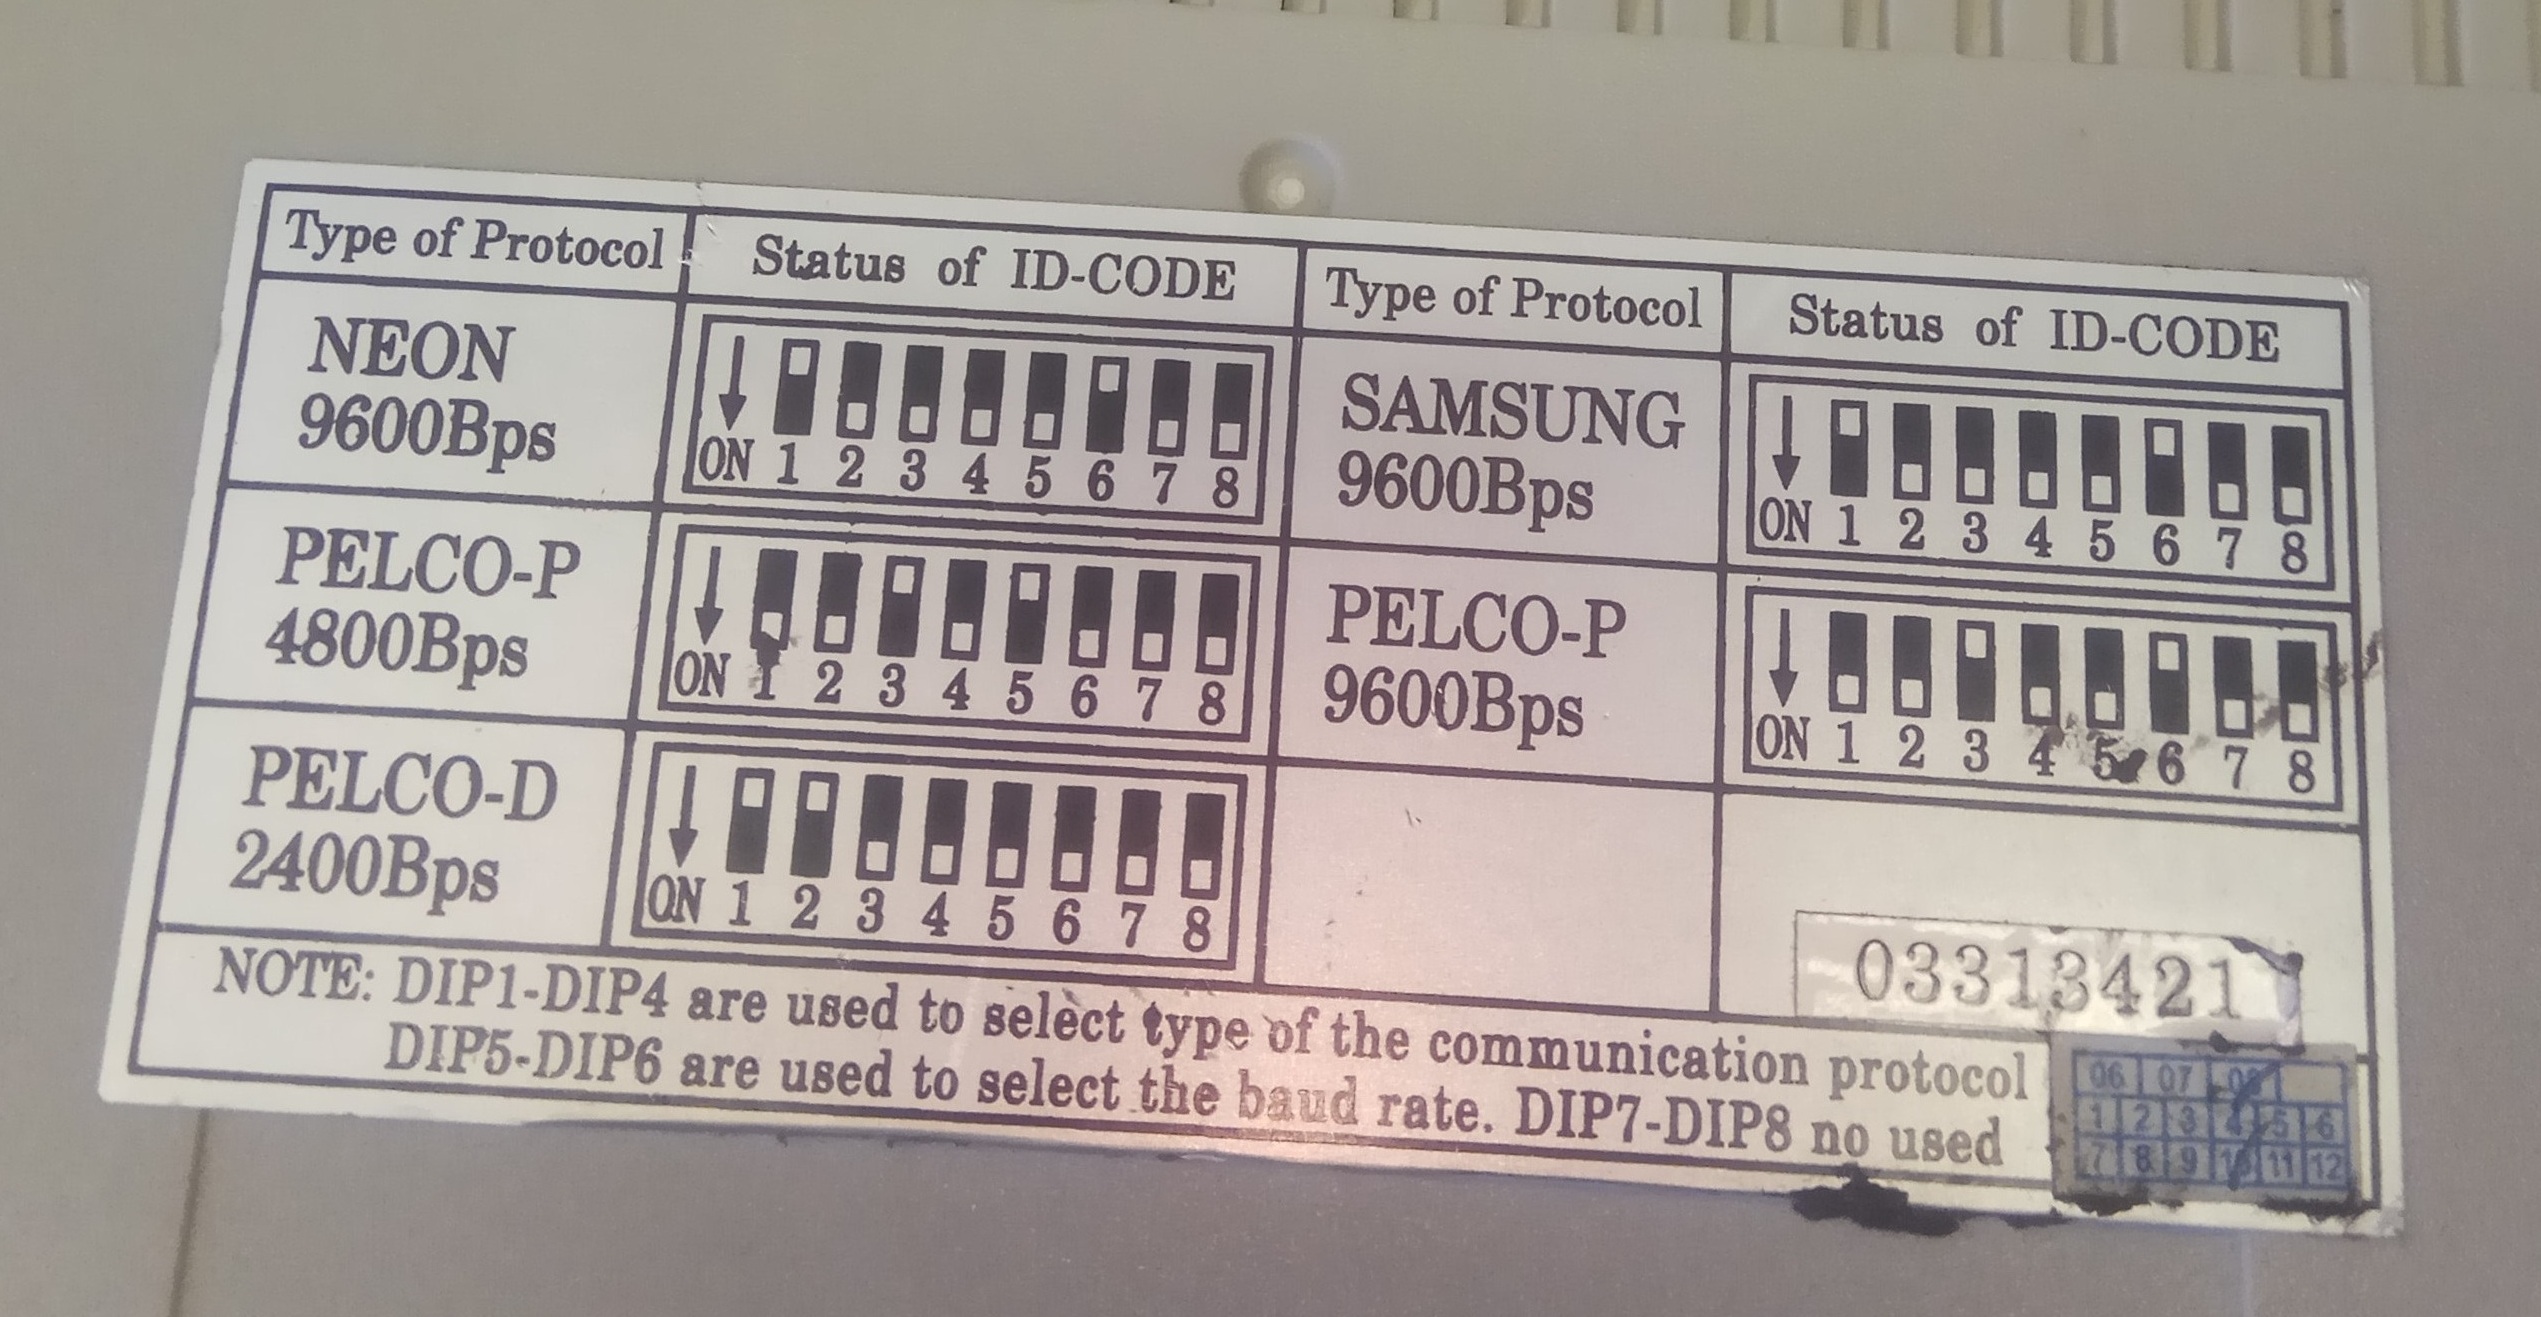 Type of Protocol Status of ID-CODE Type of Protocol Status of ID-CODE
NEON
9600Bps
ON 1 2 3 4 5 6 7 8
SAMSUNG
9600Bps
ON 1 2 3 4 5 6 7 8
PELCO-P
4800Bps
ON 1 2 3 4 5 6 7 8
PELCO-P
9600Bps
ON 1 2 3 4 5 6 7 8
PELCO-D
2400Bps
ON 1 2 3 4 5 6 7 8
03313421
NOTE: DIP1-DIP4 are used to select type of the communication protocol
DIP5-DIP6 are used to select the baud rate. DIP7-DIP8 no used
06 07 08
1 2 3 4 5 6
7 8 9 10 11 12